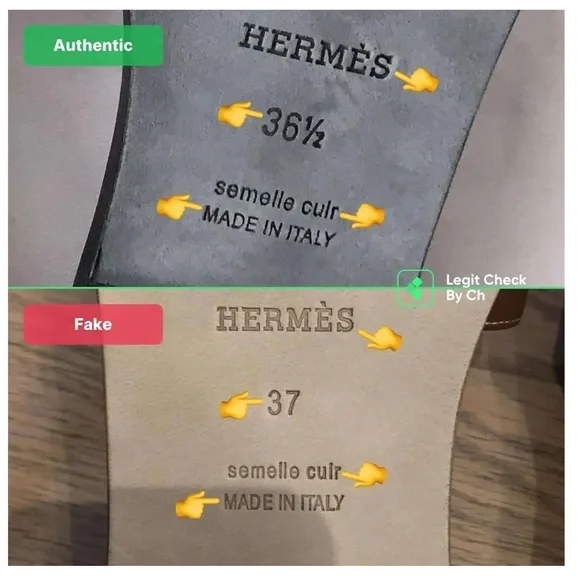 Authentic
HERMÈS
36½
semelle cuir
MADE IN ITALY
Legit Check
By Ch
Fake
HERMÈS
37
semelle cuir
MADE IN ITALY